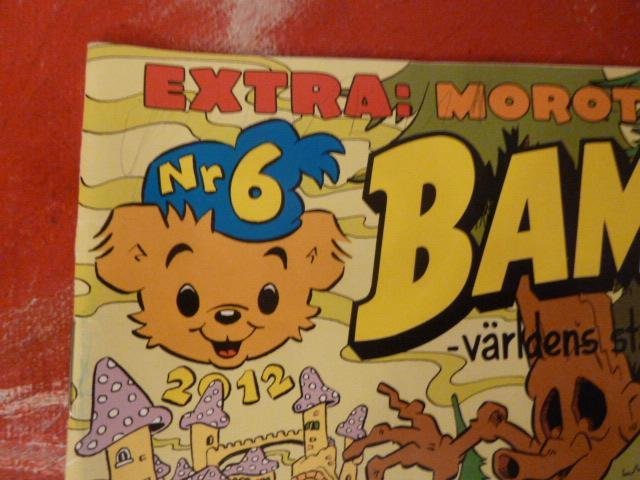 EXTRA: MOROT
Nr 6
BAM
-världens st
2012